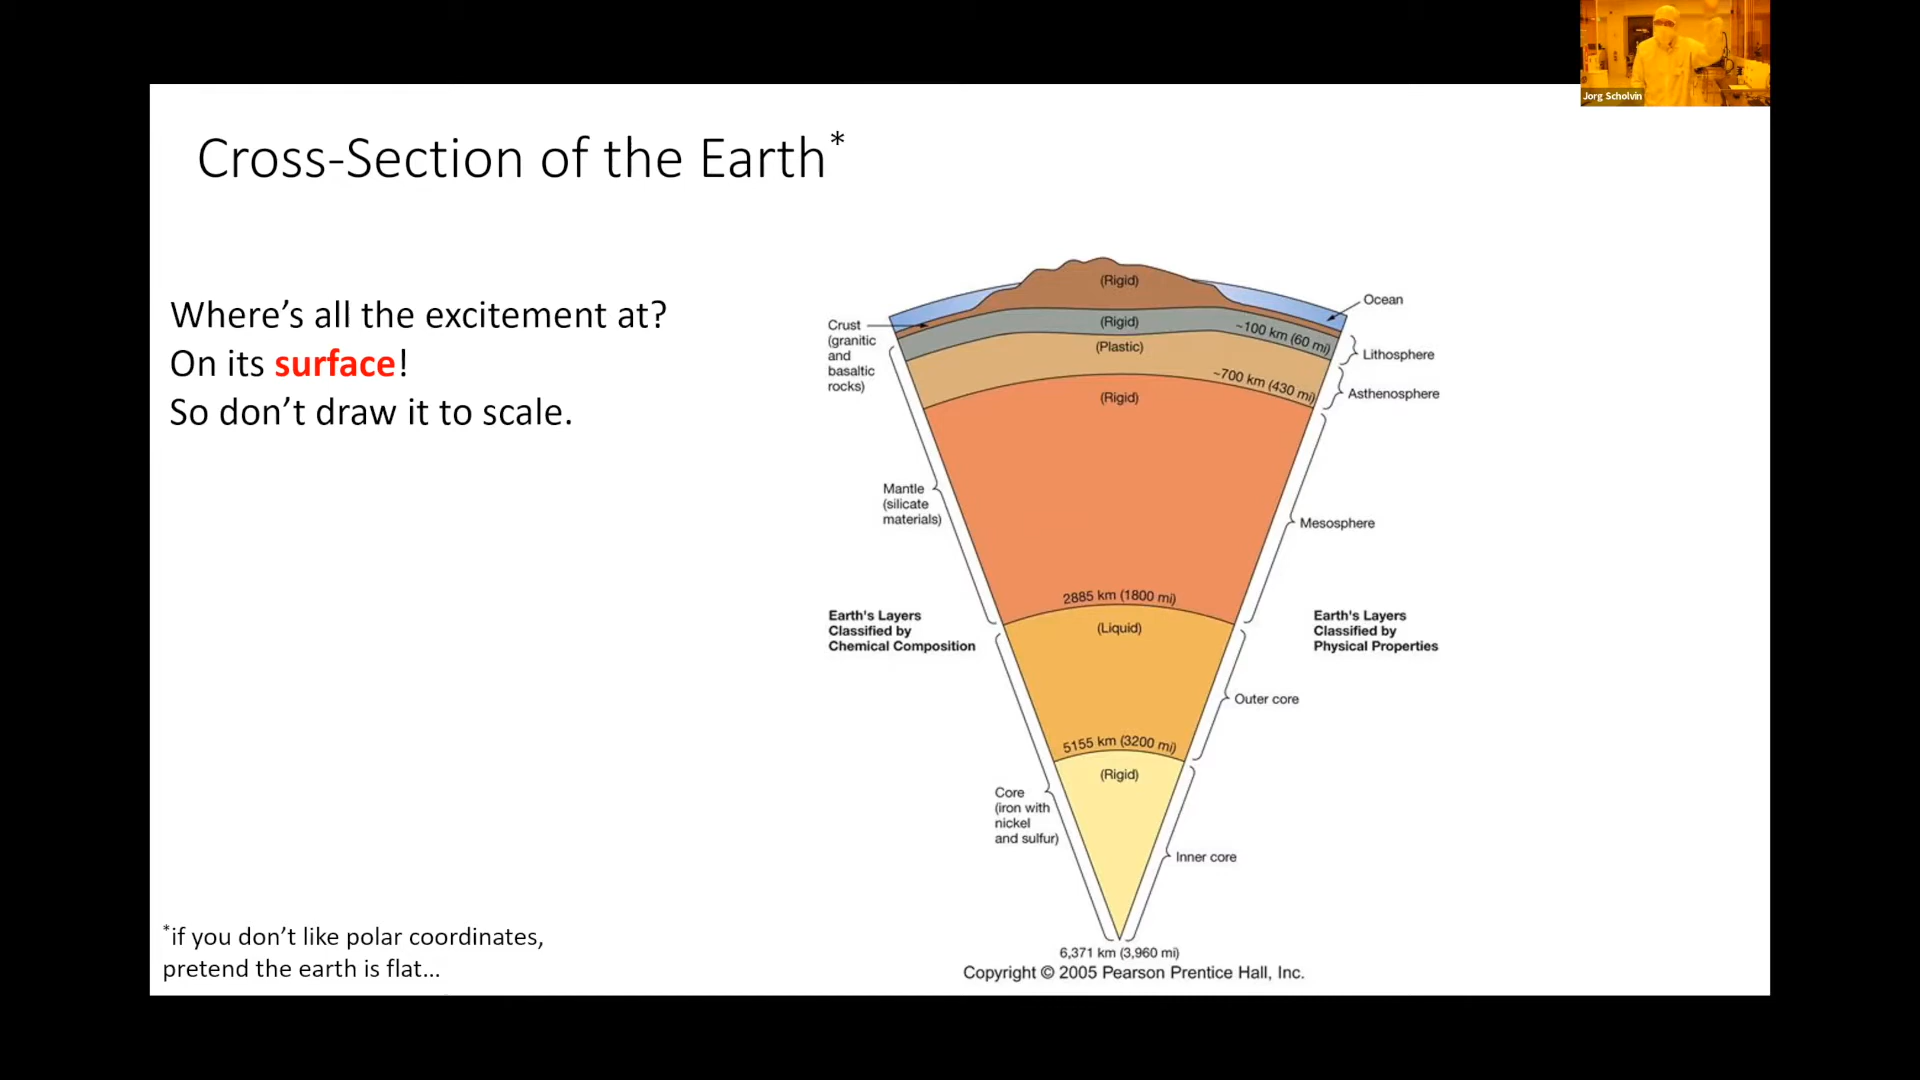 Jorg Scholvin
Cross-Section of the Earth*
Where’s all the excitement at?
On its surface!
So don’t draw it to scale.
(Rigid)
Ocean
Crust
(granitic
and
basaltic
rocks)
(Rigid)
~100 km (60 mi)
(Plastic)
Lithosphere
~700 km (430 mi)
Asthenosphere
(Rigid)
Mantle
(silicate
materials)
Mesosphere
2885 km (1800 mi)
Earth's Layers
Classified by
Chemical Composition
(Liquid)
Earth's Layers
Classified by
Physical Properties
Outer core
5155 km (3200 mi)
(Rigid)
Core
(iron with
nickel
and sulfur)
Inner core
6,371 km (3,960 mi)
Copyright © 2005 Pearson Prentice Hall, Inc.
*if you don’t like polar coordinates,
pretend the earth is flat...